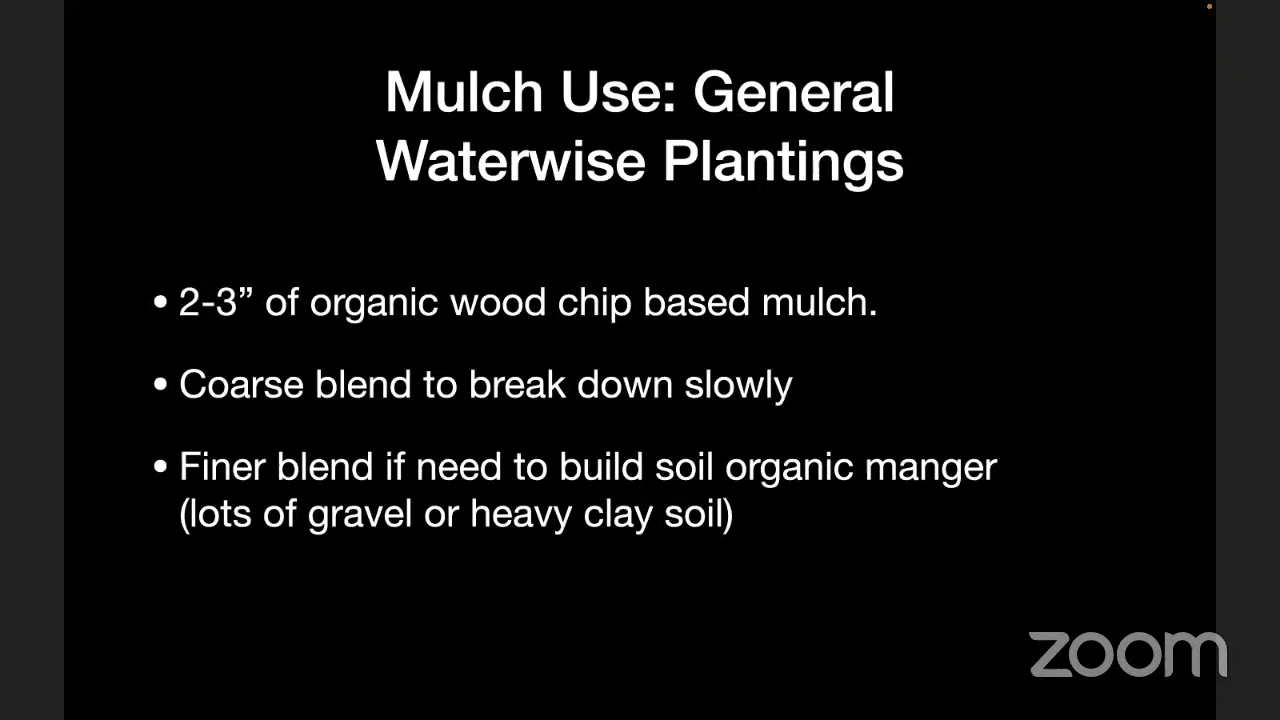 Mulch Use: General
Waterwise Plantings
• 2-3” of organic wood chip based mulch.
• Coarse blend to break down slowly
• Finer blend if need to build soil organic manger
(lots of gravel or heavy clay soil)
zoom